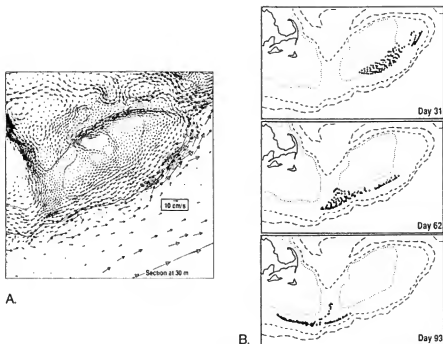 10 cm/s
Section at 30 m
A.
Day 31
Day 62
Day 93
B.